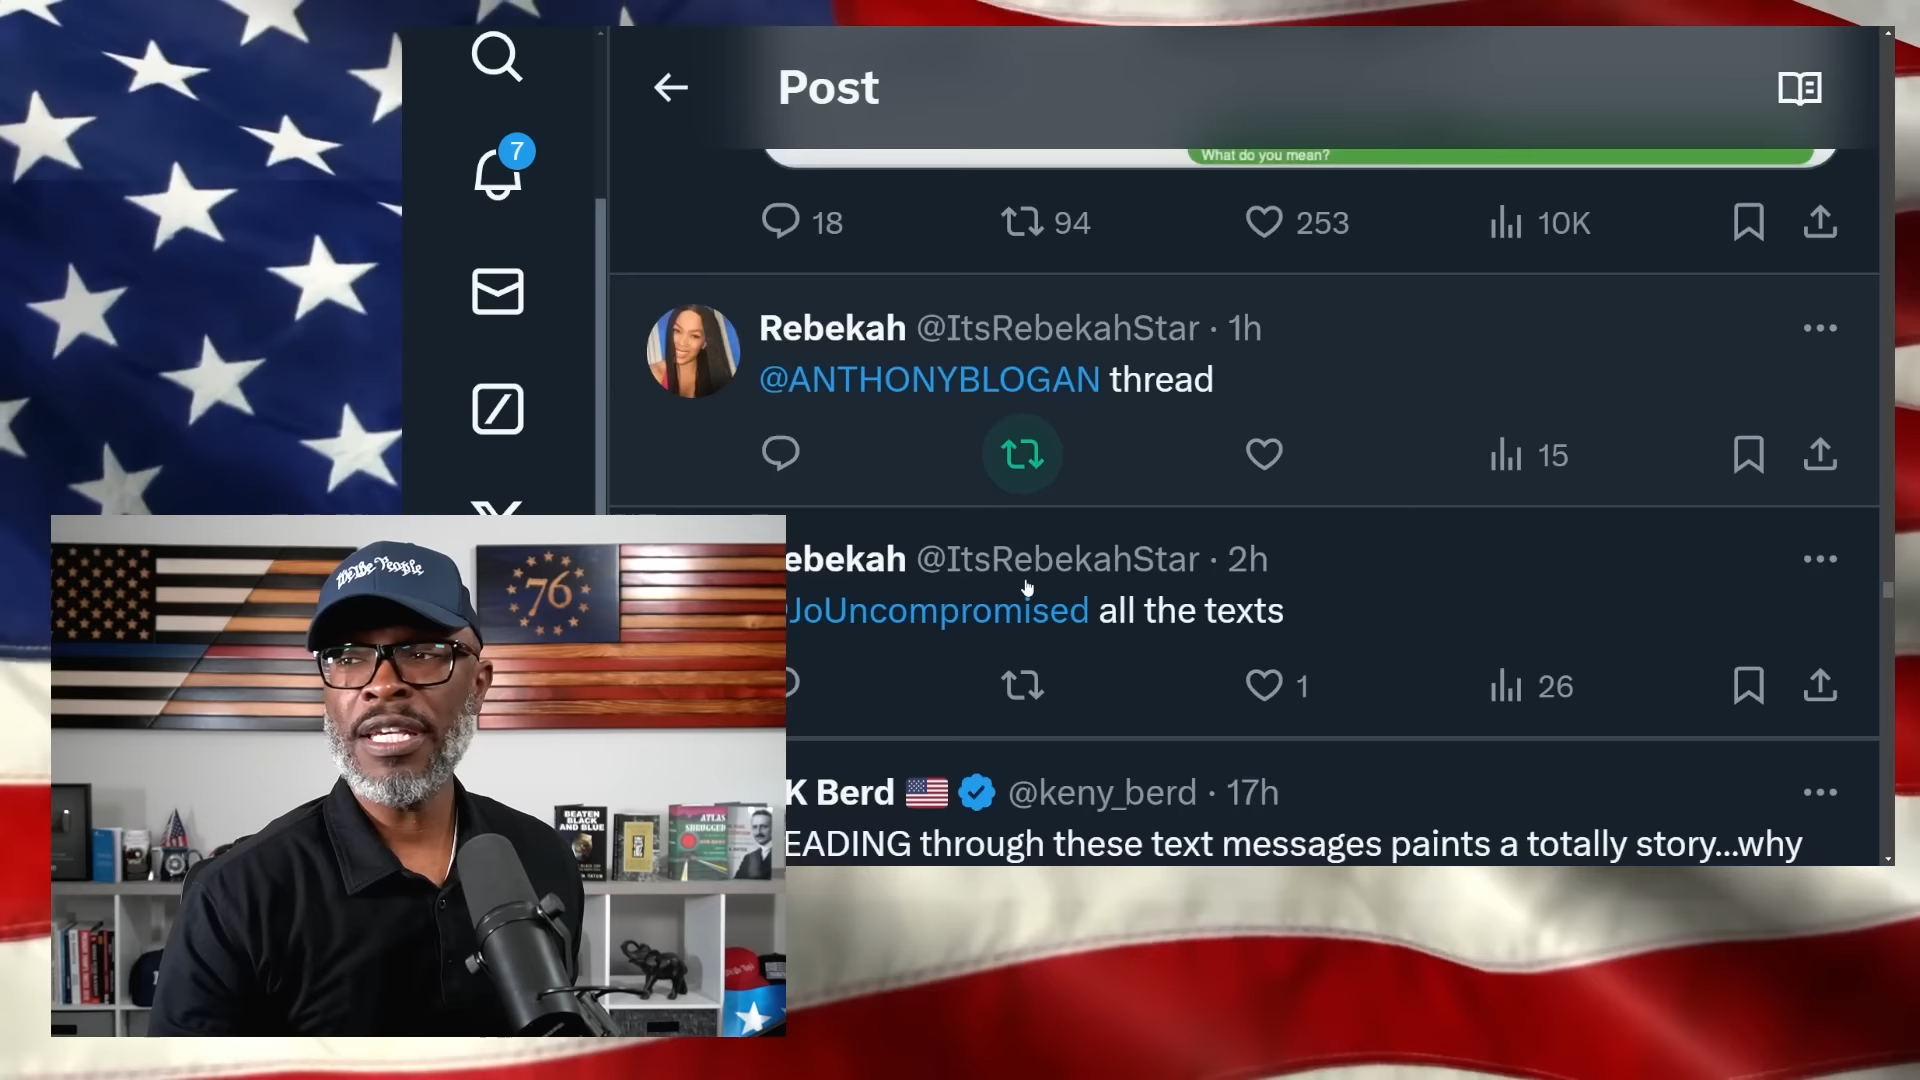 Post
7
What do you mean?
18 94 253 10K
Rebekah @ItsRebekahStar · 1h
@ANTHONYBLOGAN thread
15
ebekah @ItsRebekahStar · 2h
JoUncompromised all the texts
1 26
K Berd @keny_berd · 17h
EADING through these text messages paints a totally story...why
We the People
76
BEATEN
BLACK AND BLUE
ATLAS
SHRUGGED